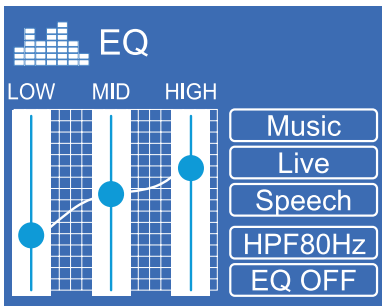 EQ
LOW MID HIGH
Music
Live
Speech
HPF80Hz
EQ OFF